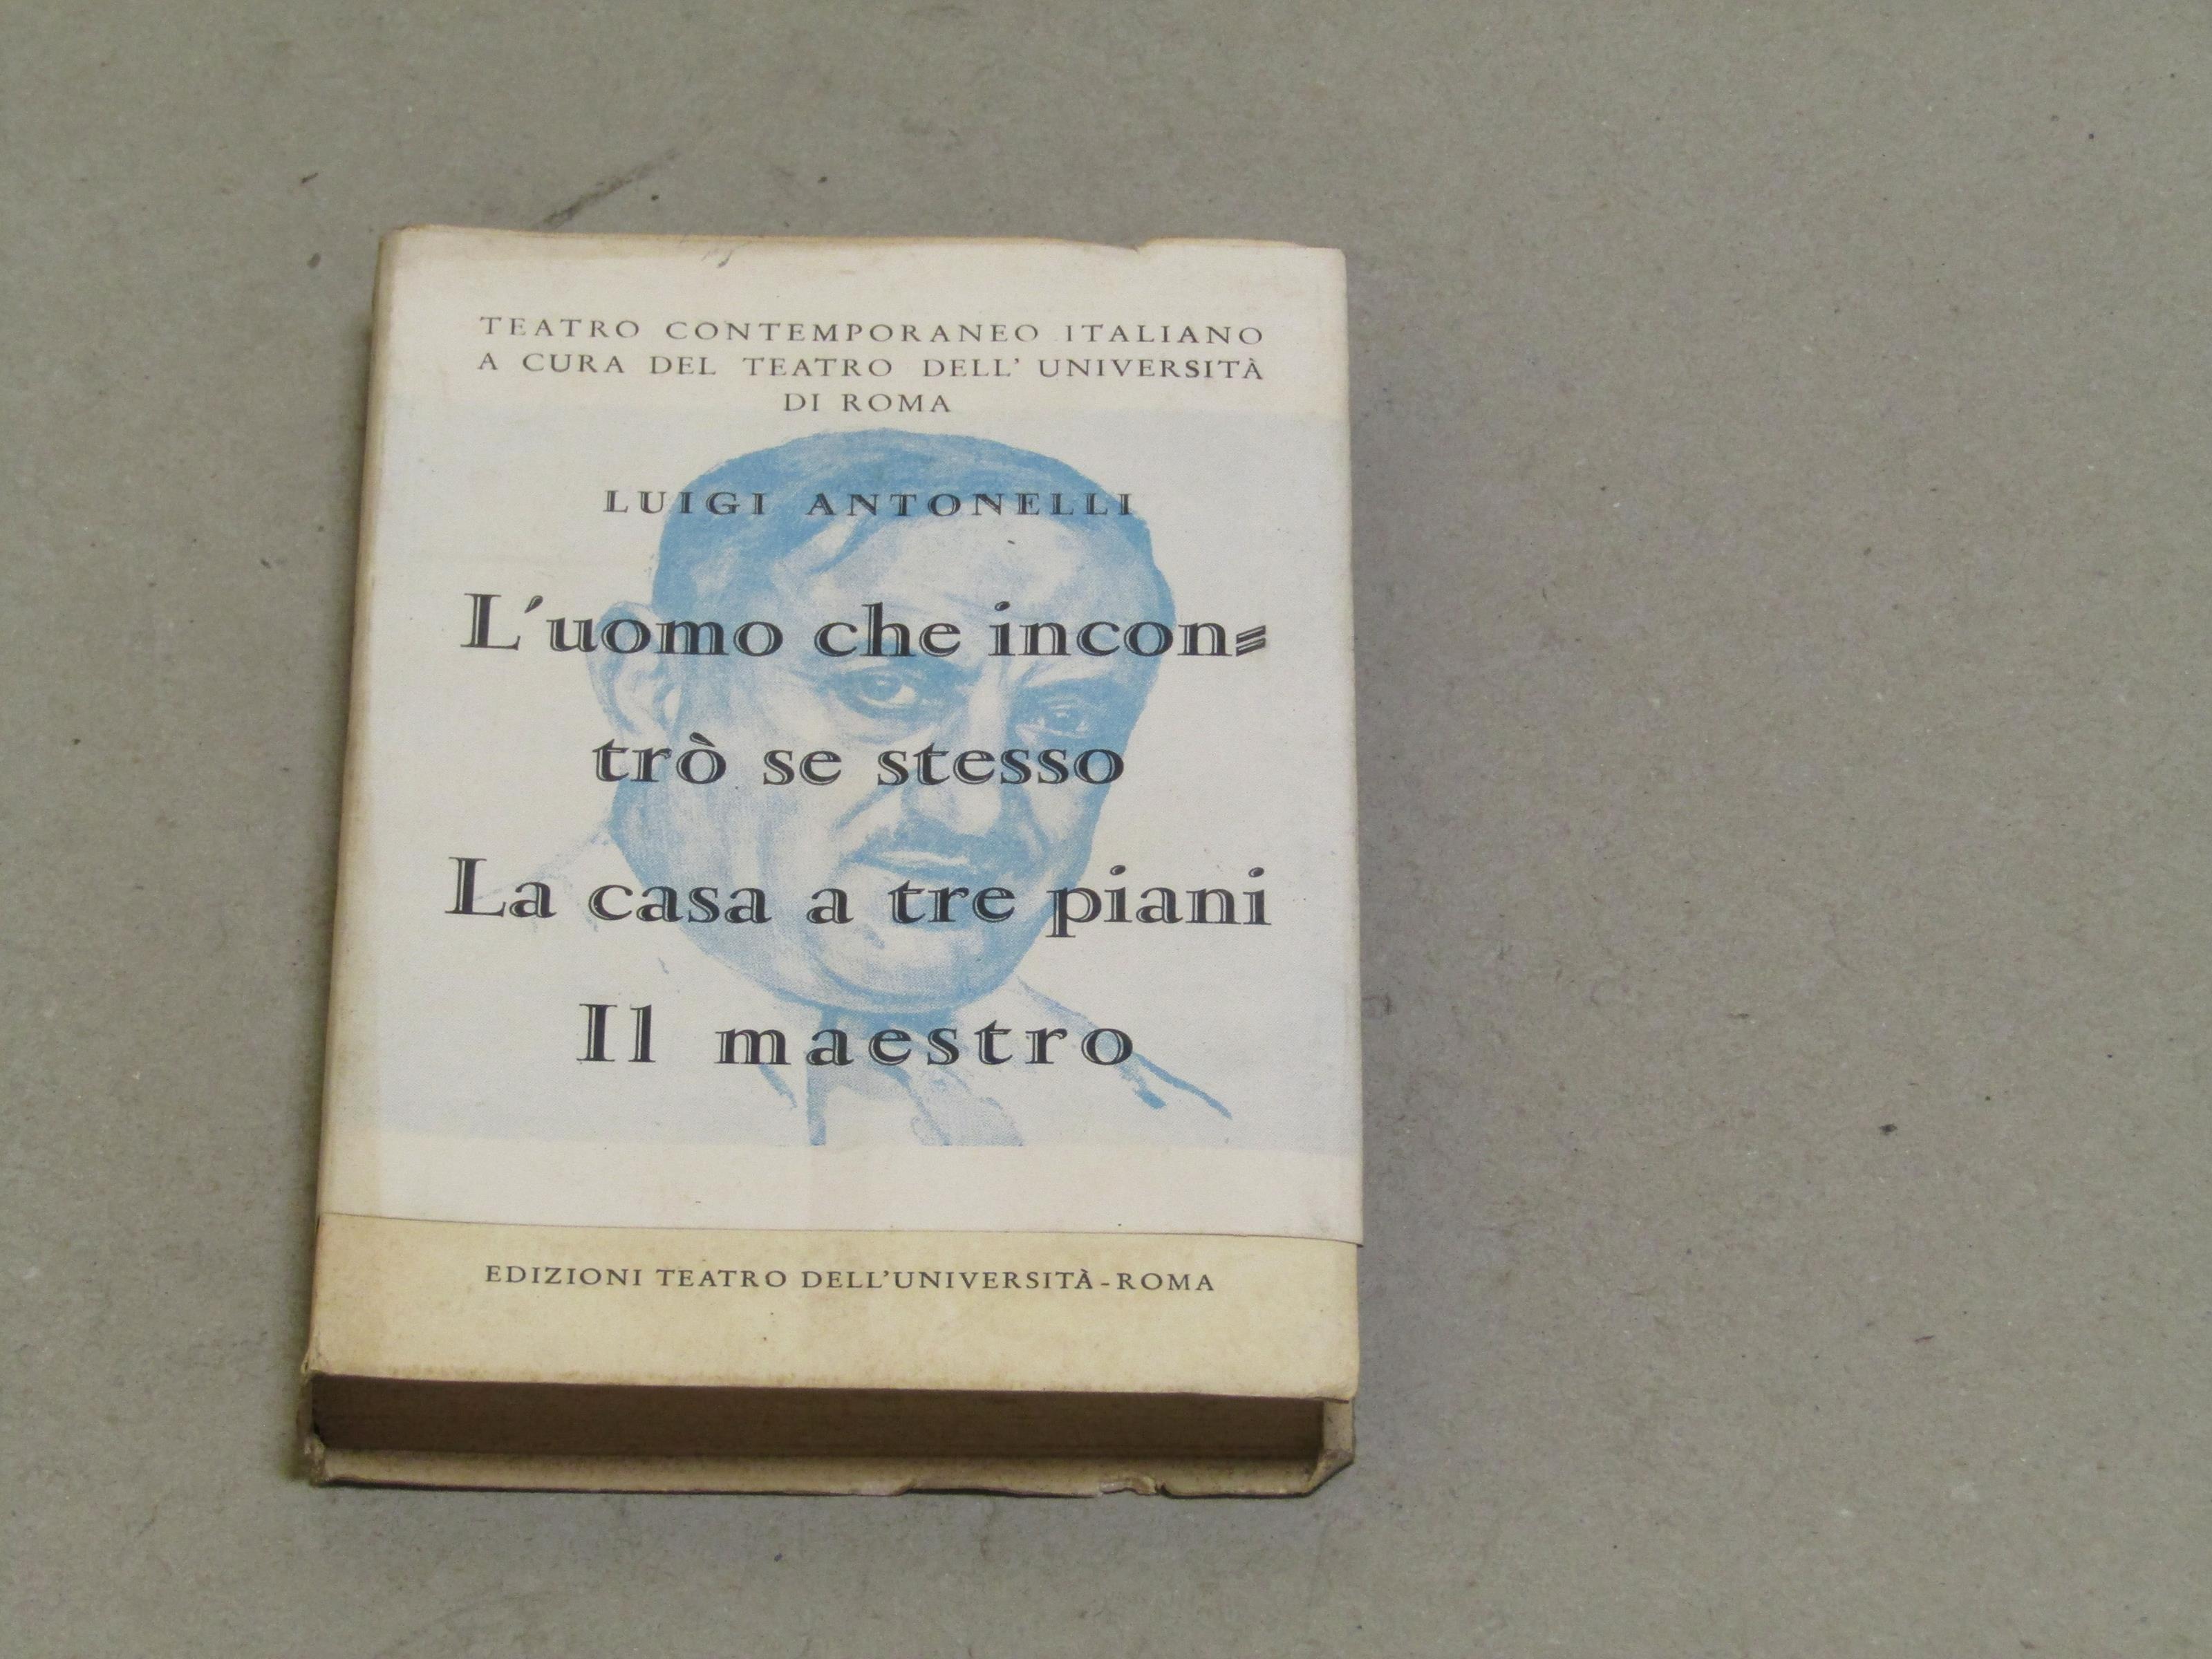 TEATRO CONTEMPORANEO ITALIANO
A CURA DEL TEATRO DELL' UNIVERSITÀ
DI ROMA
LUIGI ANTONELLI
L'uomo che incon=
trò se stesso
La casa a tre piani
Il maestro
EDIZIONI TEATRO DELL'UNIVERSITÀ-ROMA